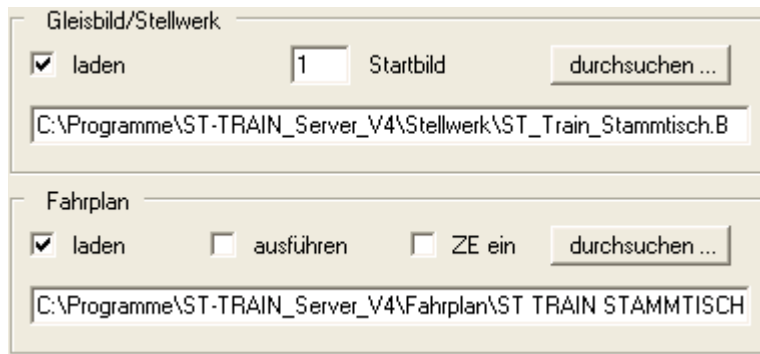 Gleisbild/Stellwerk
laden 1 Startbild durchsuchen ...
C:\Programme\ST-TRAIN_Server_V4\Stellwerk\ST_Train_Stammtisch.B
Fahrplan
laden ausführen ZE ein durchsuchen ...
C:\Programme\ST-TRAIN_Server_V4\Fahrplan\ST TRAIN STAMMTISCH